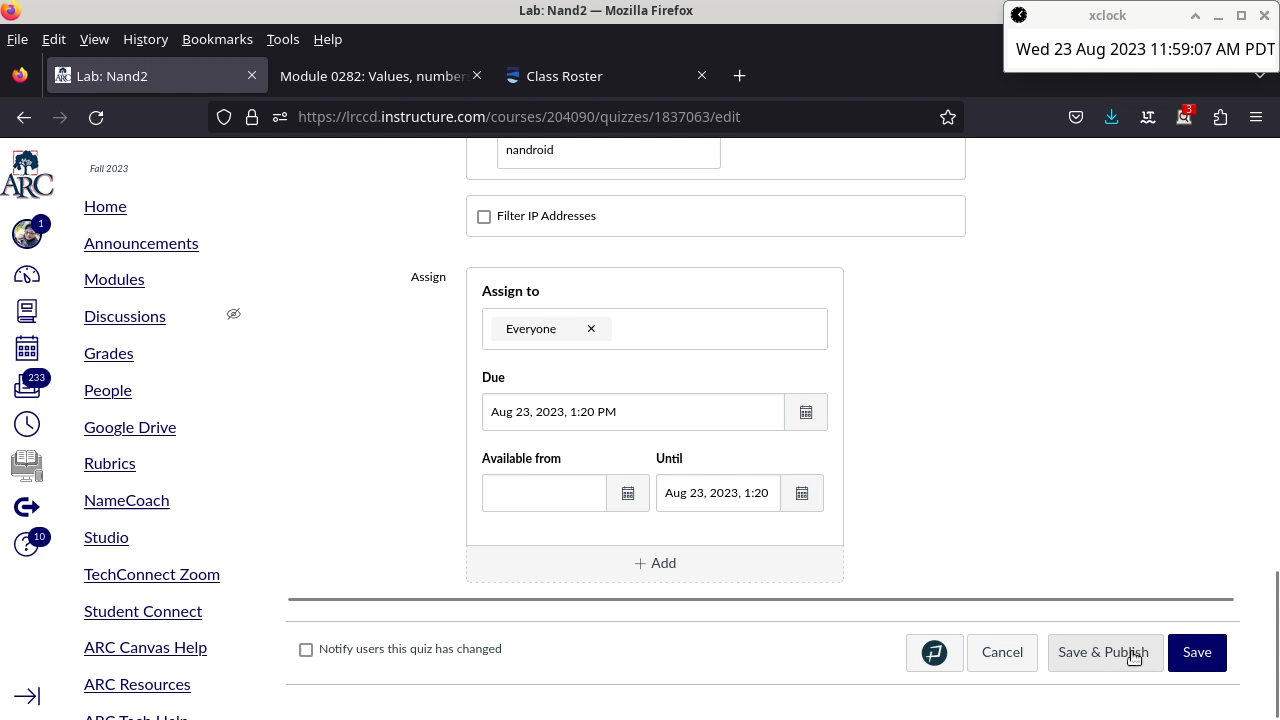 Lab: Nand2 — Mozilla Firefox
xclock
Wed 23 Aug 2023 11:59:07 AM PDT
File Edit View History Bookmarks Tools Help
Lab: Nand2
Module 0282: Values, number
Class Roster
https://lrccd.instructure.com/courses/204090/quizzes/1837063/edit
3
ARC
Fall 2023
nandroid
Home
1
Filter IP Addresses
Announcements
Modules
Assign
Assign to
Discussions
Everyone
Grades
233
People
Due
Aug 23, 2023, 1:20 PM
Google Drive
Rubrics
Available from
Until
NameCoach
Aug 23, 2023, 1:20
Studio
10
+ Add
TechConnect Zoom
Student Connect
ARC Canvas Help
Notify users this quiz has changed
Cancel
Save & Publish
Save
ARC Resources
ARC Tech Help